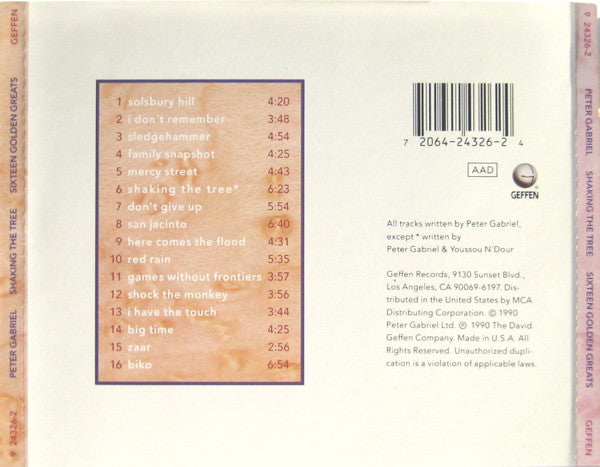 9 24326-2 PETER GABRIEL SHAKING THE TREE SIXTEEN GOLDEN GREATS GEFFEN
1 solsbury hill 4:20
2 i don't remember 3:48
3 sledgehammer 3:54
4 family snapshot 4:25
5 mercy street 4:43
6 shaking the tree* 6:23
7 don't give up 5:54
8 san jacinto 6:40
9 here comes the flood 4:31
10 red rain 5:35
11 games without frontiers 3:57
12 shock the monkey 3:56
13 i have the touch 3:44
14 big time 4:25
15 zaar 2:56
16 biko 6:54
7 2064-24326-2 4
AAD
G
GEFFEN
All tracks written by Peter Gabriel,
except * written by
Peter Gabriel & Youssou N'Dour
Geffen Records, 9130 Sunset Blvd.,
Los Angeles, CA 90069-6197. Dis-
tributed in the United States by MCA
Distributing Corporation. © 1990
Peter Gabriel Ltd. ℗ 1990 The David
Geffen Company. Made in U.S.A. All
Rights Reserved. Unauthorized dupli-
cation is a violation of applicable laws.
9 24326-2 PETER GABRIEL SHAKING THE TREE SIXTEEN GOLDEN GREATS GEFFEN